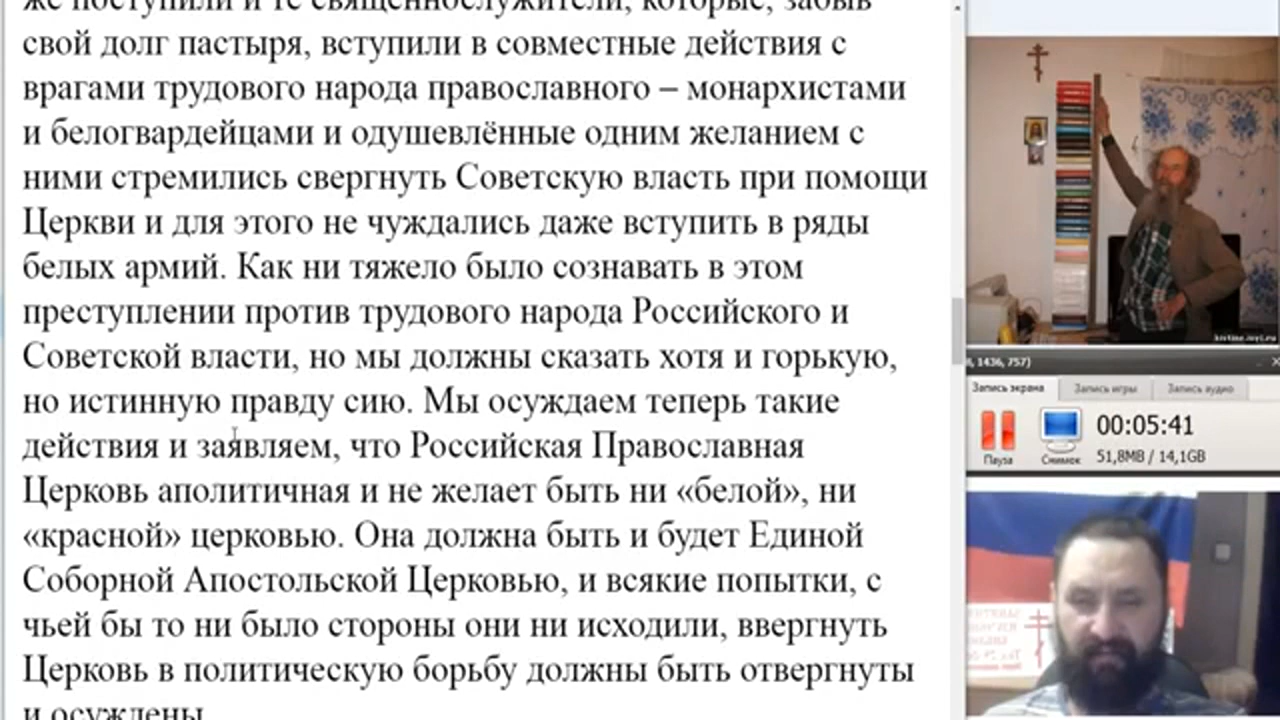 же поступили и те священнослужители, которые, забыв
свой долг пастыря, вступили в совместные действия с
врагами трудового народа православного – монархистами
и белогвардейцами и одушевлённые одним желанием с
ними стремились свергнуть Советскую власть при помощи
Церкви и для этого не чуждались даже вступить в ряды
белых армий. Как ни тяжело было сознавать в этом
преступлении против трудового народа Российского и
Советской власти, но мы должны сказать хотя и горькую,
но истинную правду сию. Мы осуждаем теперь такие
действия и заявляем, что Российская Православная
Церковь аполитичная и не желает быть ни «белой», ни
«красной» церковью. Она должна быть и будет Единой
Соборной Апостольской Церковью, и всякие попытки, с
чьей бы то ни было стороны они ни исходили, ввергнуть
Церковь в политическую борьбу должны быть отвергнуты
и осуждены
, 1436, 757)
Запись экрана Запись игры Запись аудио
00:05:41
Пауза Снимок 51,8MB / 14,1GB